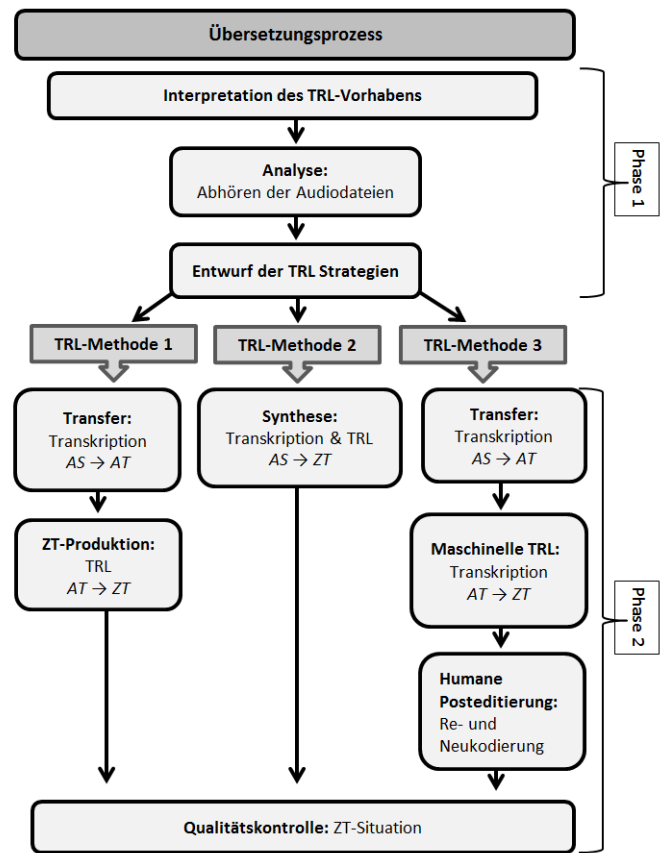 Übersetzungsprozess
Interpretation des TRL-Vorhabens
Analyse:
Abhören der Audiodateien
Entwurf der TRL Strategien
Phase 1
TRL-Methode 1
TRL-Methode 2
TRL-Methode 3
Transfer:
Transkription
AS → AT
Synthese:
Transkription & TRL
AS → ZT
Transfer:
Transkription
AS → AT
ZT-Produktion:
TRL
AT → ZT
Maschinelle TRL:
Transkription
AT → ZT
Humane
Posteditierung:
Re- und
Neukodierung
Phase 2
Qualitätskontrolle: ZT-Situation